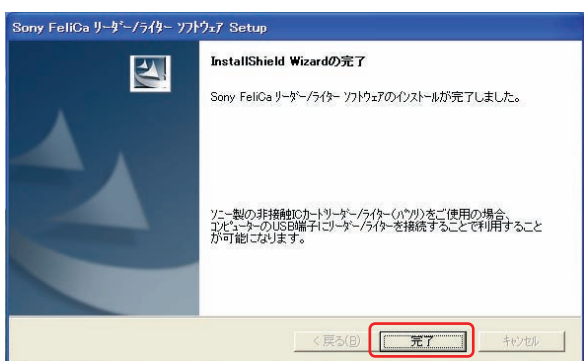 Sony FeliCa リーダー/ライター ソフトウェア Setup
InstallShield Wizardの完了
Sony FeliCa リーダー/ライター ソフトウェアのインストールが完了しました。
ソニー製の非接触ICカードリーダー/ライター(パソリ)をご使用の場合、
コンピューターのUSB端子にリーダー/ライターを接続することで利用すること
が可能になります。
< 戻る(B)
完了
キャンセル